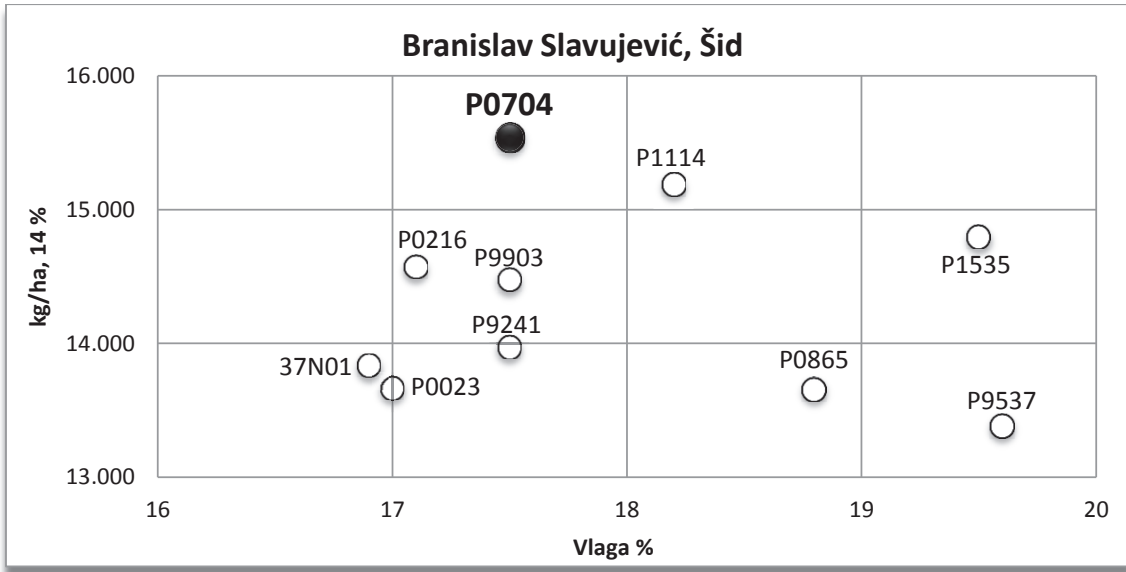 Branislav Slavujević, Šid
kg/ha, 14 %
16.000
15.000
14.000
13.000
P0704
P1114
P0216
P9903
P1535
P9241
37N01
P0023
P0865
P9537
16 17 18 19 20
Vlaga %